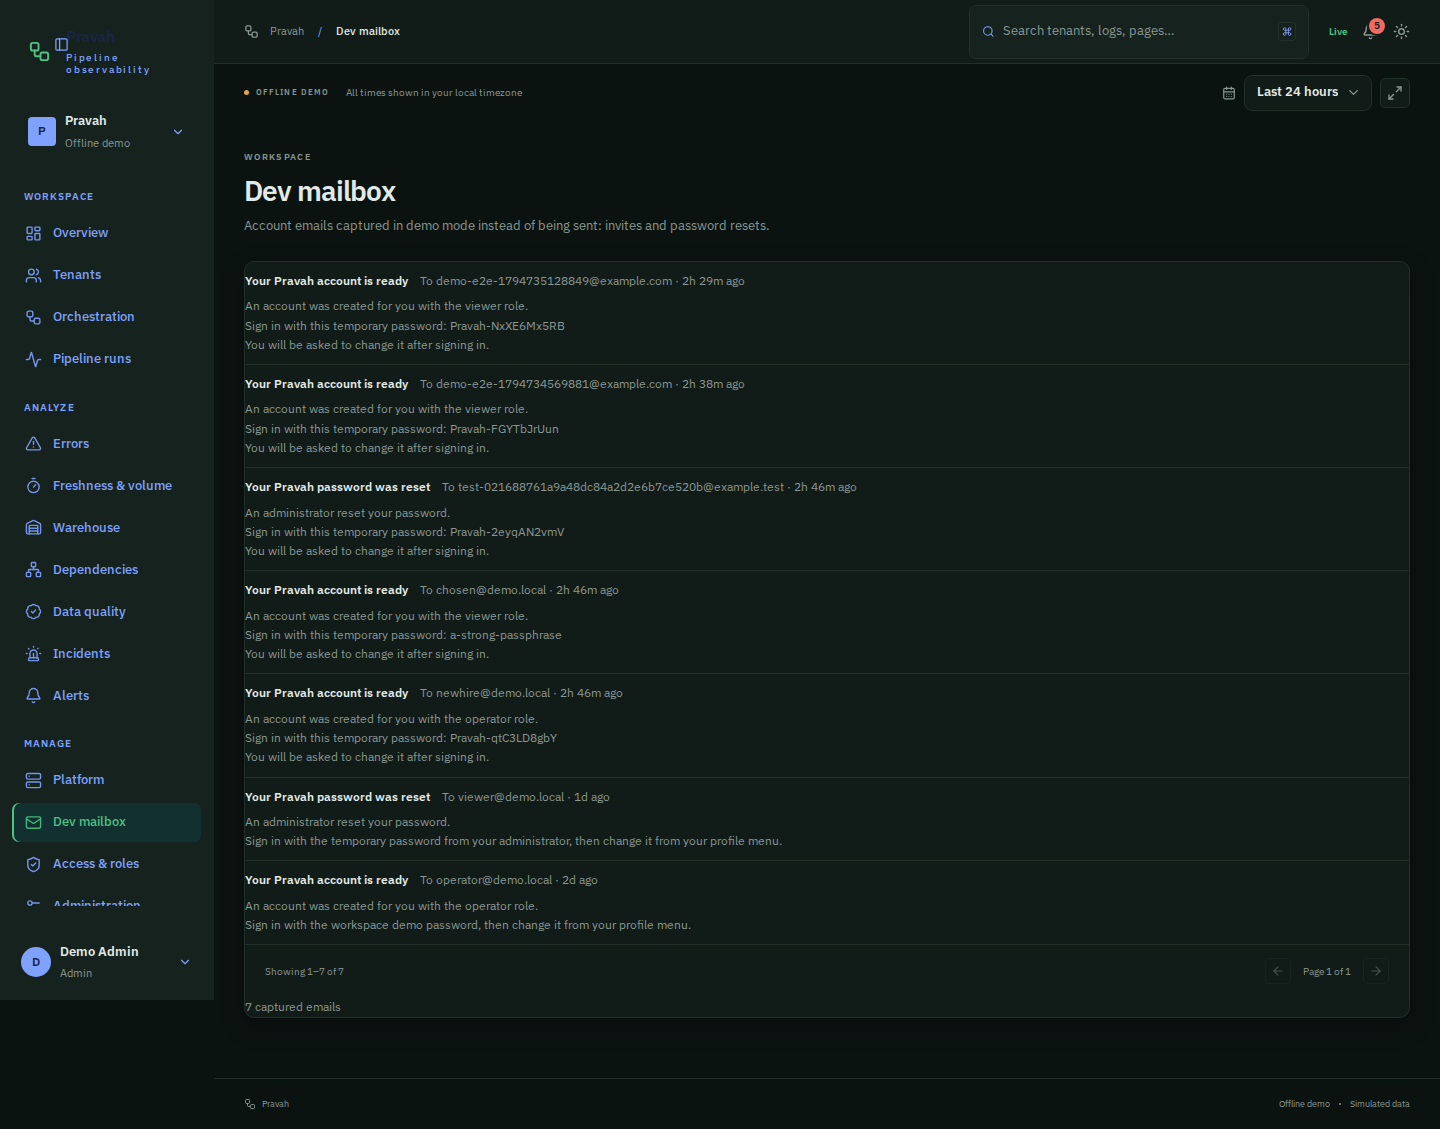 Pravah
Pipeline
observability
P
Pravah
Offline demo
WORKSPACE
Overview
Tenants
Orchestration
Pipeline runs
ANALYZE
Errors
Freshness & volume
Warehouse
Dependencies
Data quality
Incidents
Alerts
MANAGE
Platform
Dev mailbox
Access & roles
Administration
D
Demo Admin
Admin
Pravah / Dev mailbox
Search tenants, logs, pages...
⌘
Live
5
OFFLINE DEMO All times shown in your local timezone
Last 24 hours
WORKSPACE
Dev mailbox
Account emails captured in demo mode instead of being sent: invites and password resets.
Your Pravah account is ready To demo-e2e-1794735128849@example.com · 2h 29m ago
An account was created for you with the viewer role.
Sign in with this temporary password: Pravah-NxXE6Mx5RB
You will be asked to change it after signing in.
Your Pravah account is ready To demo-e2e-1794734569881@example.com · 2h 38m ago
An account was created for you with the viewer role.
Sign in with this temporary password: Pravah-FGYTbJrUun
You will be asked to change it after signing in.
Your Pravah password was reset To test-021688761a9a48dc84a2d2e6b7ce520b@example.test · 2h 46m ago
An administrator reset your password.
Sign in with this temporary password: Pravah-2eyqAN2vmV
You will be asked to change it after signing in.
Your Pravah account is ready To chosen@demo.local · 2h 46m ago
An account was created for you with the viewer role.
Sign in with this temporary password: a-strong-passphrase
You will be asked to change it after signing in.
Your Pravah account is ready To newhire@demo.local · 2h 46m ago
An account was created for you with the operator role.
Sign in with this temporary password: Pravah-qtC3LD8gbY
You will be asked to change it after signing in.
Your Pravah password was reset To viewer@demo.local · 1d ago
An administrator reset your password.
Sign in with the temporary password from your administrator, then change it from your profile menu.
Your Pravah account is ready To operator@demo.local · 2d ago
An account was created for you with the operator role.
Sign in with the workspace demo password, then change it from your profile menu.
Showing 1–7 of 7
Page 1 of 1
7 captured emails
Pravah
Offline demo • Simulated data